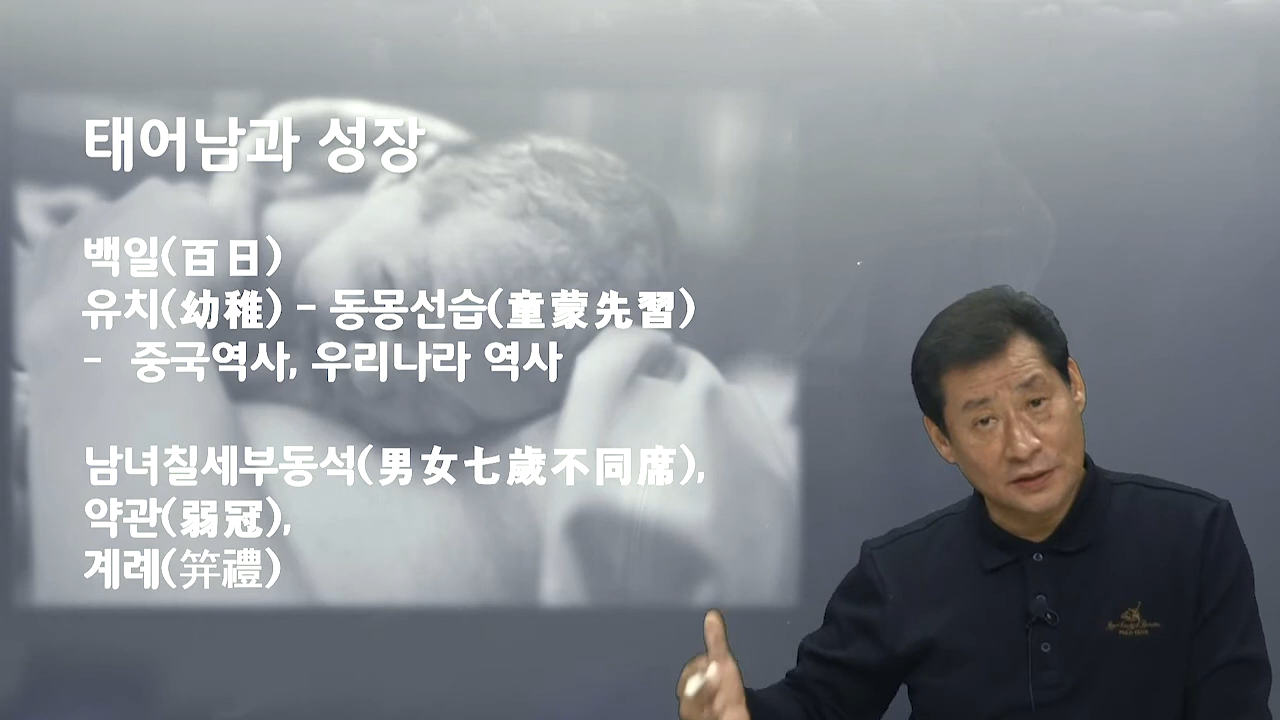 태어남과 성장
백일(百日)
유치(幼稚) - 동몽선습(童蒙先習)
- 중국역사, 우리나라 역사
남녀칠세부동석(男女七歲不同席),
약관(弱冠),
계례(笄禮)